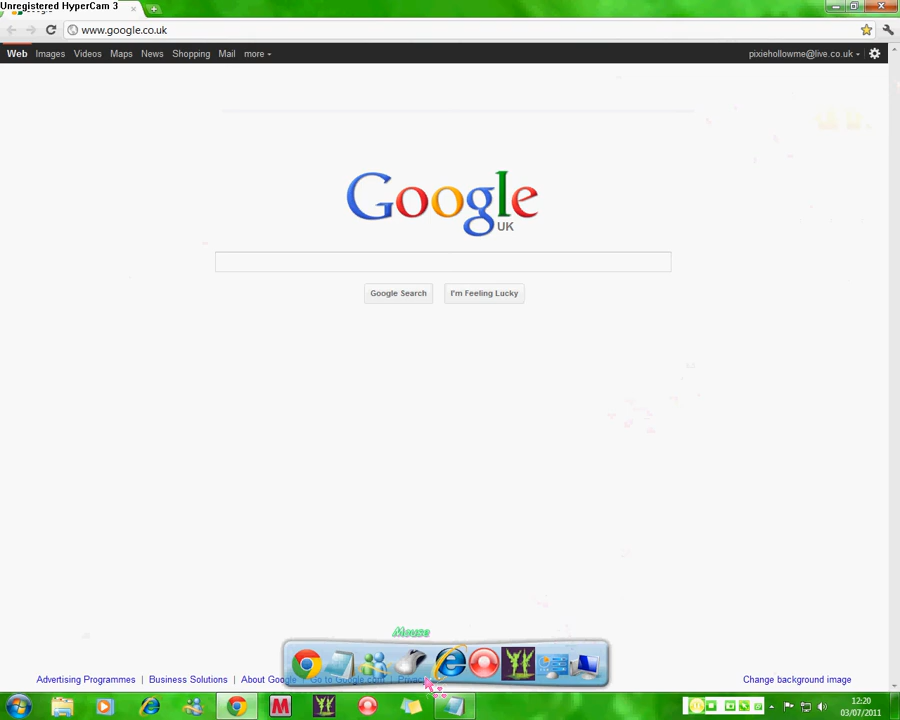 Unregistered HyperCam 3
www.google.co.uk
Web Images Videos Maps News Shopping Mail more
pixiehollowme@live.co.uk
Google
UK
Google Search
I'm Feeling Lucky
Mouse
Advertising Programmes | Business Solutions | About Google | Go to Google.com | Privacy
Change background image
12:20
03/07/2011